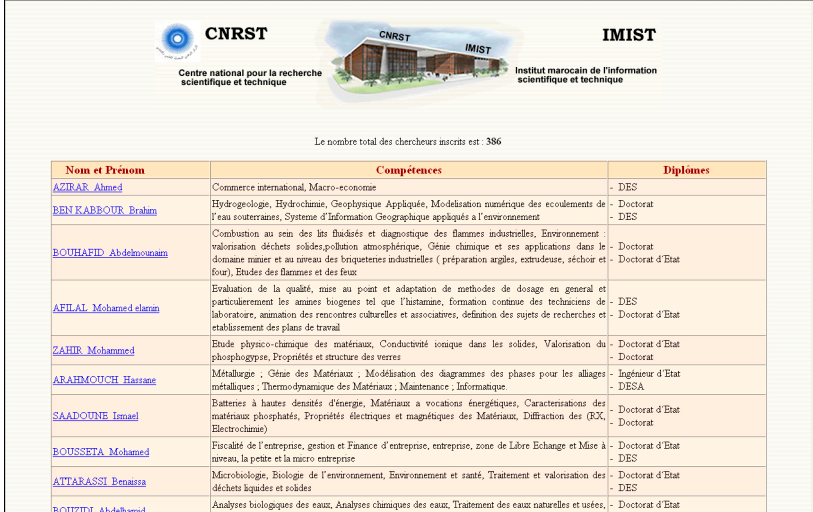 CNRST
CNRST
IMIST
IMIST
Centre national pour la recherche
scientifique et technique
Institut marocain de l'information
scientifique et technique
Le nombre total des chercheurs inscrits est : 386
Nom et Prénom Compétences Diplômes
AZIRAR Ahmed Commerce international, Macro-economie - DES
BEN KABBOUR Brahim
Hydrogeologie, Hydrochimie, Geophysique Appliquée, Modelisation numérique des ecoulements de
l'eau souterraines, Systeme d'Information Geographique appliqués a l'environnement
- Doctorat
- DES
BOUHAFID Abdelmounaim
Combustion au sein des lits fluidisés et diagnostique des flammes industrielles, Environnement :
valorisation déchets solides,pollution atmosphérique, Génie chimique et ses applications dans le
domaine minier et au niveau des briqueteries industrielles ( préparation argiles, extrudeuse, séchoir et
four), Etudes des flammes et des feux
- Doctorat
- Doctorat d'Etat
AFILAL Mohamed elamin
Evaluation de la qualité, mise au point et adaptation de methodes de dosage en general et
particulierement les amines biogenes tel que l'histamine, formation continue des techniciens de
laboratoire, animation des rencontres culturelles et associatives, definition des sujets de recherches et
etablissement des plans de travail
- DES
- Doctorat d'Etat
ZAHIR Mohammed
Etude physico-chimique des matériaux, Conductivité ionique dans les solides, Valorisation du
phosphogypse, Propriétés et structure des verres
- Doctorat d'Etat
- Doctorat
ARAHMOUCH Hassane
Métallurgie ; Génie des Matériaux ; Modélisation des diagrammes des phases pour les alliages
métalliques ; Thermodynamique des Matériaux ; Maintenance ; Informatique.
- Ingénieur d'Etat
- DESA
SAADOUNE Ismael
Batteries à hautes densités d'énergie, Matériaux a vocations énergétiques, Caracterisations des
matériaux phosphatés, Propriétés électriques et magnétiques des Matériaux, Diffraction des (RX,
Electrochimie)
- Doctorat d'Etat
- Doctorat
BOUSSETA Mohamed
Fiscalité de l'entreprise, gestion et Finance d'entreprise, entreprise, zone de Libre Echange et Mise à
niveau, la petite et la micro entreprise
- Doctorat d'Etat
- DES
ATTARASSI Benaissa
Microbiologie, Biologie de l'environnement, Environnement et santé, Traitement et valorisation des
déchets liquides et solides
- Doctorat d'Etat
- DES
BOUZIDI Abdelhamid
Analyses biologiques des eaux, Analyses chimiques des eaux, Traitement des eaux naturelles et usées,
- Doctorat d'Etat